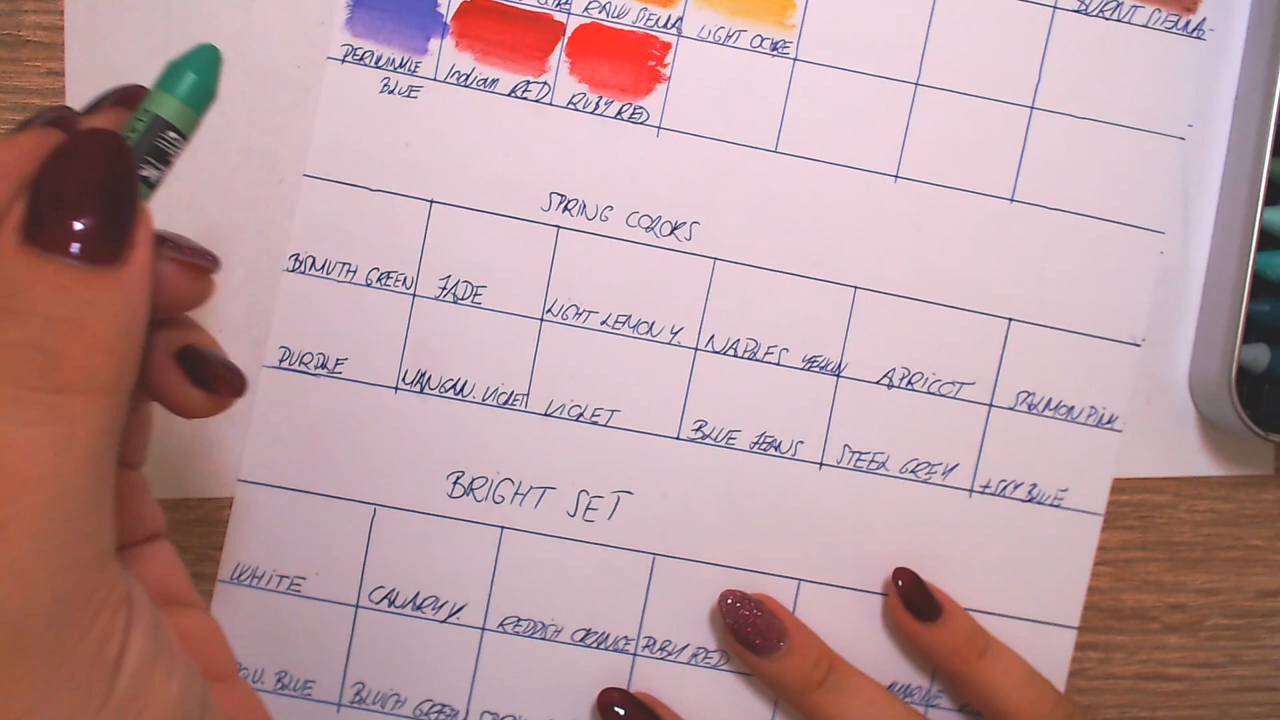 RAW SIENNA
LIGHT OCRE
BURNT SIENNA
PERIWINKLE
BLUE
Indian RED
RUBY RED
SPRING COLORS
BISMUTH GREEN
JADE
LIGHT LEMON Y.
NAPLES YELLOW
APRICOT
SALMON PINK
PURPLE
MANGAN. VIOLET
VIOLET
BLUE JEANS
STEEL GREY
+ SKY BLUE
BRIGHT SET
WHITE
CANARY Y.
REDDISH ORANGE
RUBY RED
BLUE
BLUISH GREEN